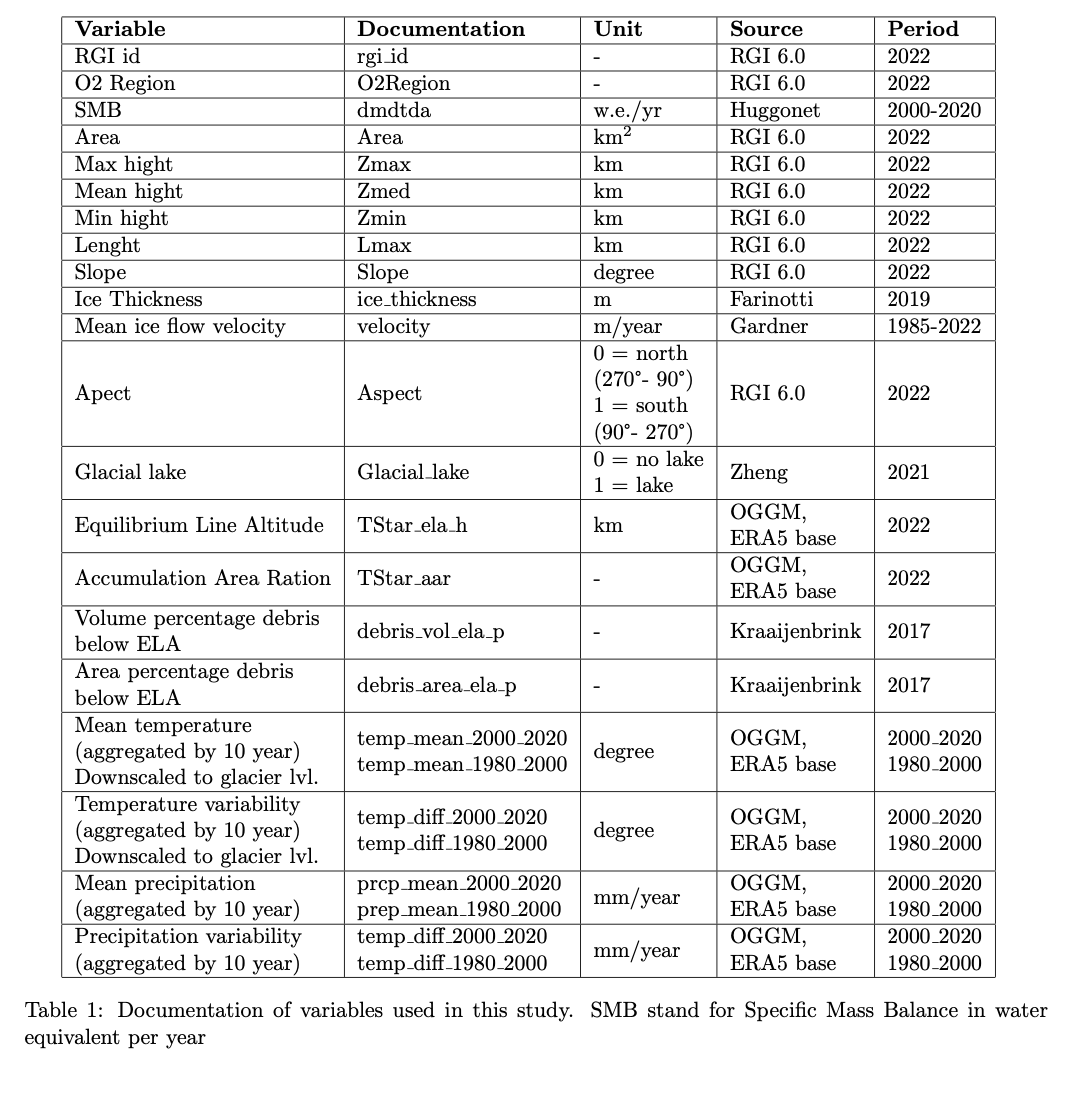 Variable Documentation Unit Source Period
RGI id rgi_id - RGI 6.0 2022
O2 Region O2Region - RGI 6.0 2022
SMB dmdtda w.e./yr Huggonet 2000-2020
Area Area km² RGI 6.0 2022
Max hight Zmax km RGI 6.0 2022
Mean hight Zmed km RGI 6.0 2022
Min hight Zmin km RGI 6.0 2022
Lenght Lmax km RGI 6.0 2022
Slope Slope degree RGI 6.0 2022
Ice Thickness ice_thickness m Farinotti 2019
Mean ice flow velocity velocity m/year Gardner 1985-2022
Apect Aspect
0 = north
(270°- 90°)
1 = south
(90°- 270°)
RGI 6.0 2022
Glacial lake Glacial_lake
0 = no lake
1 = lake
Zheng 2021
Equilibrium Line Altitude TStar_ela_h km
OGGM,
ERA5 base
2022
Accumulation Area Ration TStar_aar -
OGGM,
ERA5 base
2022
Volume percentage debris
below ELA
debris_vol_ela_p - Kraaijenbrink 2017
Area percentage debris
below ELA
debris_area_ela_p - Kraaijenbrink 2017
Mean temperature
(aggregated by 10 year)
Downscaled to glacier lvl.
temp_mean_2000_2020
temp_mean_1980_2000
degree
OGGM,
ERA5 base
2000_2020
1980_2000
Temperature variability
(aggregated by 10 year)
Downscaled to glacier lvl.
temp_diff_2000_2020
temp_diff_1980_2000
degree
OGGM,
ERA5 base
2000_2020
1980_2000
Mean precipitation
(aggregated by 10 year)
prcp_mean_2000_2020
prep_mean_1980_2000
mm/year
OGGM,
ERA5 base
2000_2020
1980_2000
Precipitation variability
(aggregated by 10 year)
temp_diff_2000_2020
temp_diff_1980_2000
mm/year
OGGM,
ERA5 base
2000_2020
1980_2000
Table 1: Documentation of variables used in this study. SMB stand for Specific Mass Balance in water
equivalent per year